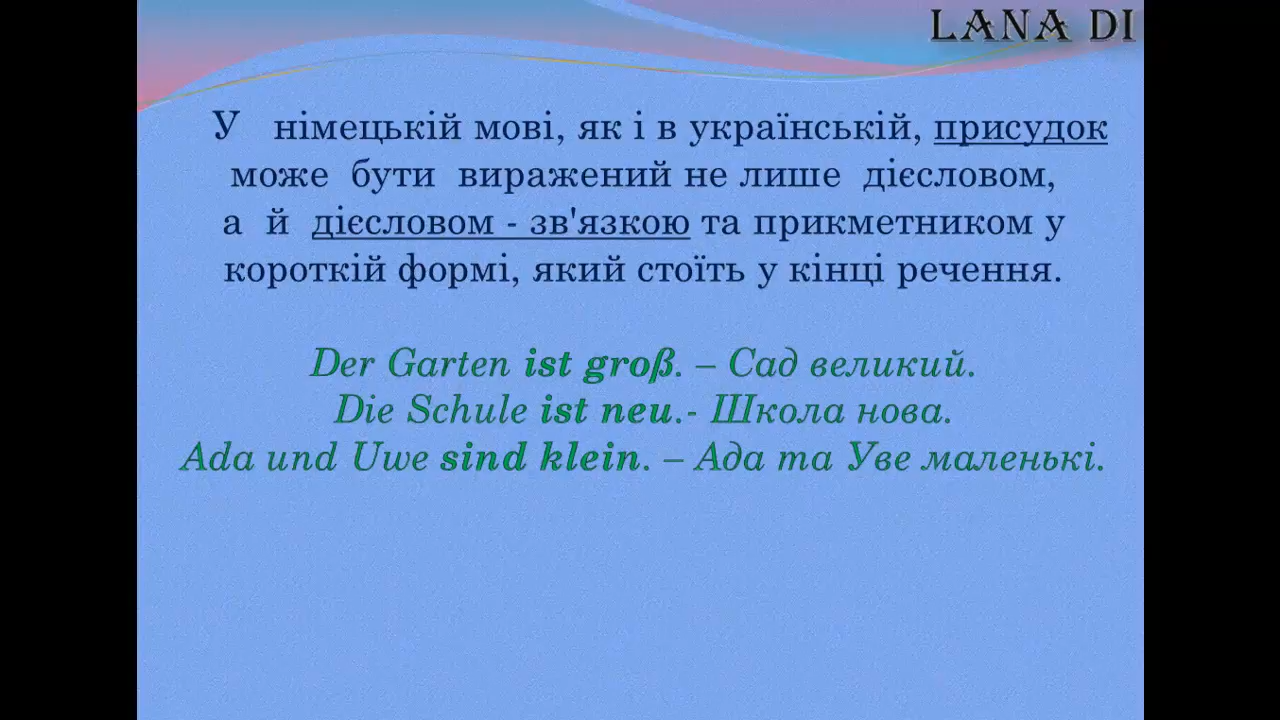 LANA DI
У німецькій мові, як і в українській, присудок
може бути виражений не лише дієсловом,
а й дієсловом - зв'язкою та прикметником у
короткій формі, який стоїть у кінці речення.
Der Garten ist groß. – Сад великий.
Die Schule ist neu.- Школа нова.
Ada und Uwe sind klein. – Ада та Уве маленькі.